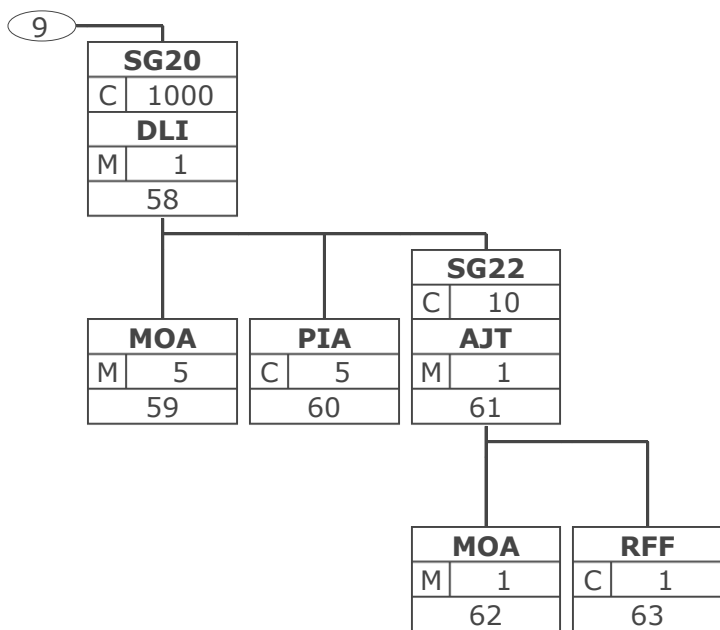 9
SG20
C 1000
DLI
M 1
58
SG22
C 10
MOA PIA AJT
M 5 C 5 M 1
59 60 61
MOA RFF
M 1 C 1
62 63